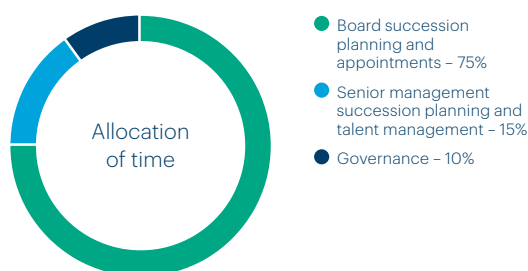 Allocation
of time
Board succession
planning and
appointments – 75%
Senior management
succession planning and
talent management – 15%
Governance – 10%